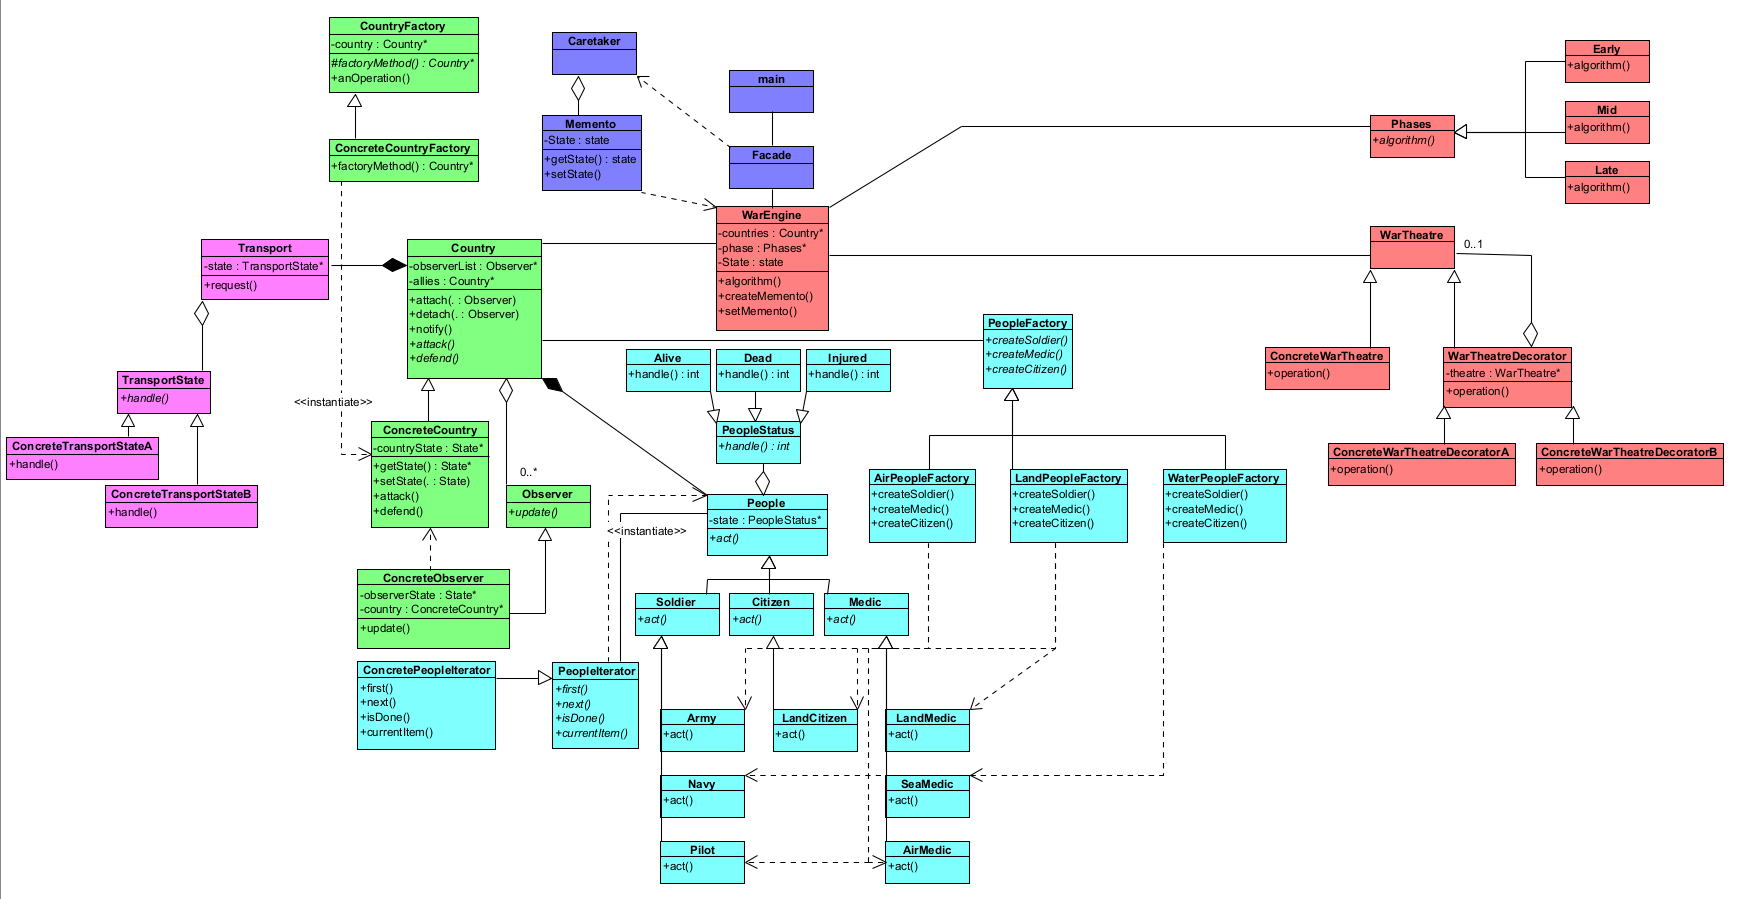 CountryFactory
-country : Country*
#factoryMethod() : Country*
+anOperation()
ConcreteCountryFactory
+factoryMethod() : Country*
Caretaker
Memento
-State : state
+getState() : state
+setState()
main
Facade
WarEngine
-countries : Country*
-phase : Phases*
-State : state
+algorithm()
+createMemento()
+setMemento()
Phases
+algorithm()
Early
+algorithm()
Mid
+algorithm()
Late
+algorithm()
WarTheatre
0..1
ConcreteWarTheatre
+operation()
WarTheatreDecorator
-theatre : WarTheatre*
+operation()
ConcreteWarTheatreDecoratorA
+operation()
ConcreteWarTheatreDecoratorB
+operation()
Transport
-state : TransportState*
+request()
TransportState
+handle()
ConcreteTransportStateA
+handle()
ConcreteTransportStateB
+handle()
Country
-observerList : Observer*
-allies : Country*
+attach(. : Observer)
+detach(. : Observer)
+notify()
+attack()
+defend()
<<instantiate>>
ConcreteCountry
-countryState : State*
+getState() : State*
+setState(. : State)
+attack()
+defend()
0..*
Observer
+update()
ConcreteObserver
-observerState : State*
-country : ConcreteCountry*
+update()
Alive
+handle() : int
Dead
+handle() : int
Injured
+handle() : int
PeopleStatus
+handle() : int
PeopleFactory
+createSoldier()
+createMedic()
+createCitizen()
AirPeopleFactory
+createSoldier()
+createMedic()
+createCitizen()
LandPeopleFactory
+createSoldier()
+createMedic()
+createCitizen()
WaterPeopleFactory
+createSoldier()
+createMedic()
+createCitizen()
People
-state : PeopleStatus*
+act()
<<instantiate>>
Soldier
+act()
Citizen
+act()
Medic
+act()
ConcretePeopleIterator
+first()
+next()
+isDone()
+currentItem()
PeopleIterator
+first()
+next()
+isDone()
+currentItem()
Army
+act()
LandCitizen
+act()
LandMedic
+act()
Navy
+act()
SeaMedic
+act()
Pilot
+act()
AirMedic
+act()